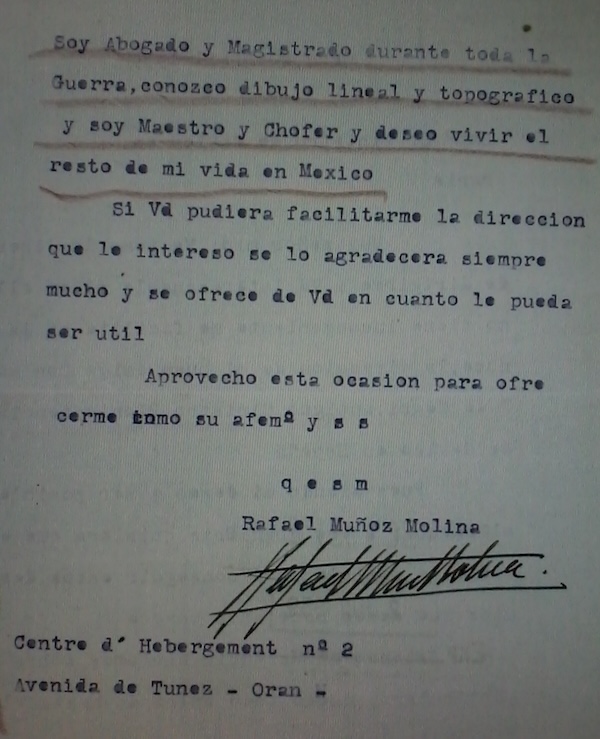 Soy Abogado y Magistrado durante toda la
Guerra,conozco dibujo lineal y topografico
y soy Maestro y Chofer y deseo vivir el
resto de mi vida en Mexico
Si Vd pudiera facilitarme la direccion
que le intereso se lo agradecera siempre
mucho y se ofrece de Vd en cuanto le pueda
ser util
Aprovecho esta ocasion para ofre
cerme como su afemº y s s
q e s m
Rafael Muñoz Molina
Centre d' Hebergement nº 2
Avenida de Tunez - Oran -